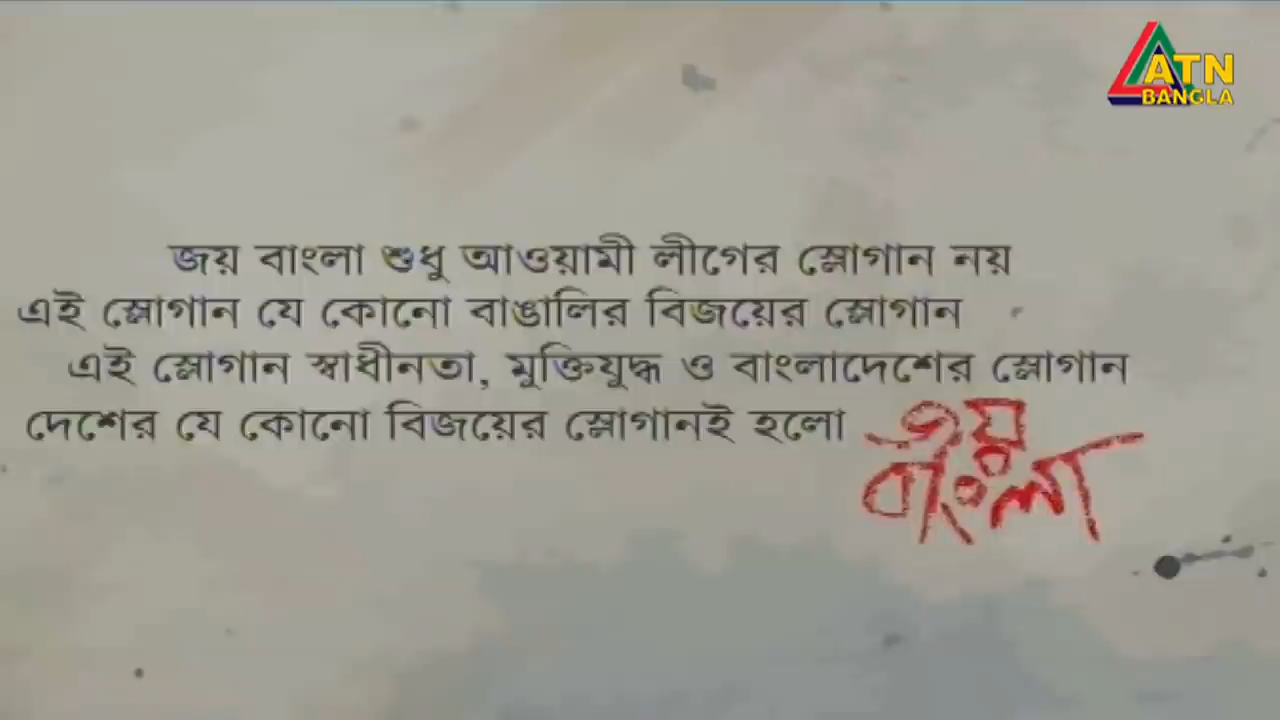 ATN
BANGLA
জয় বাংলা শুধু আওয়ামী লীগের স্লোগান নয়
এই স্লোগান যে কোনো বাঙালির বিজয়ের স্লোগান
এই স্লোগান স্বাধীনতা, মুক্তিযুদ্ধ ও বাংলাদেশের স্লোগান
দেশের যে কোনো বিজয়ের স্লোগানই হলো
জয়
বাংলা